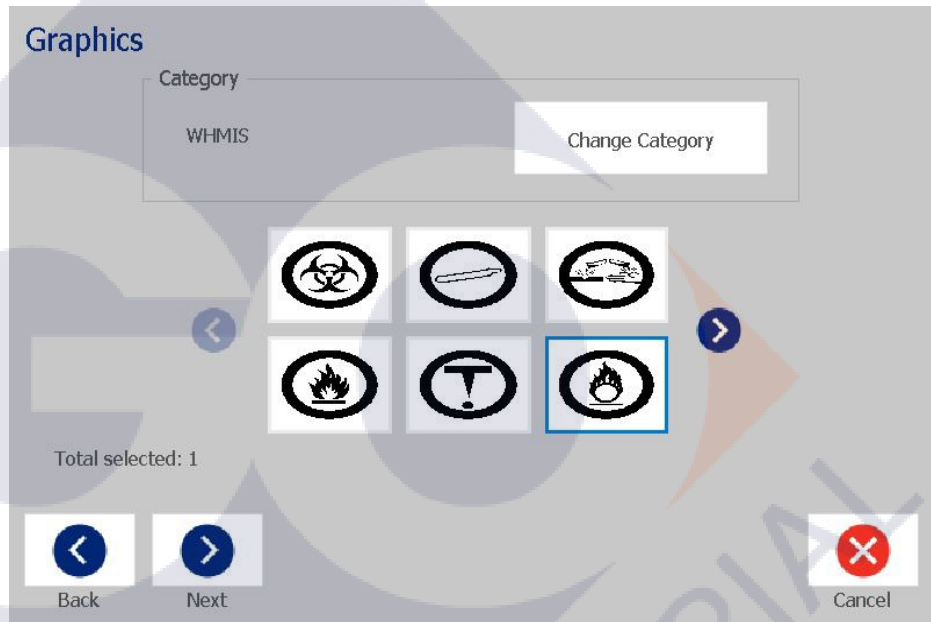 Graphics
Category
WHMIS
Change Category
Total selected: 1
Back
Next
Cancel